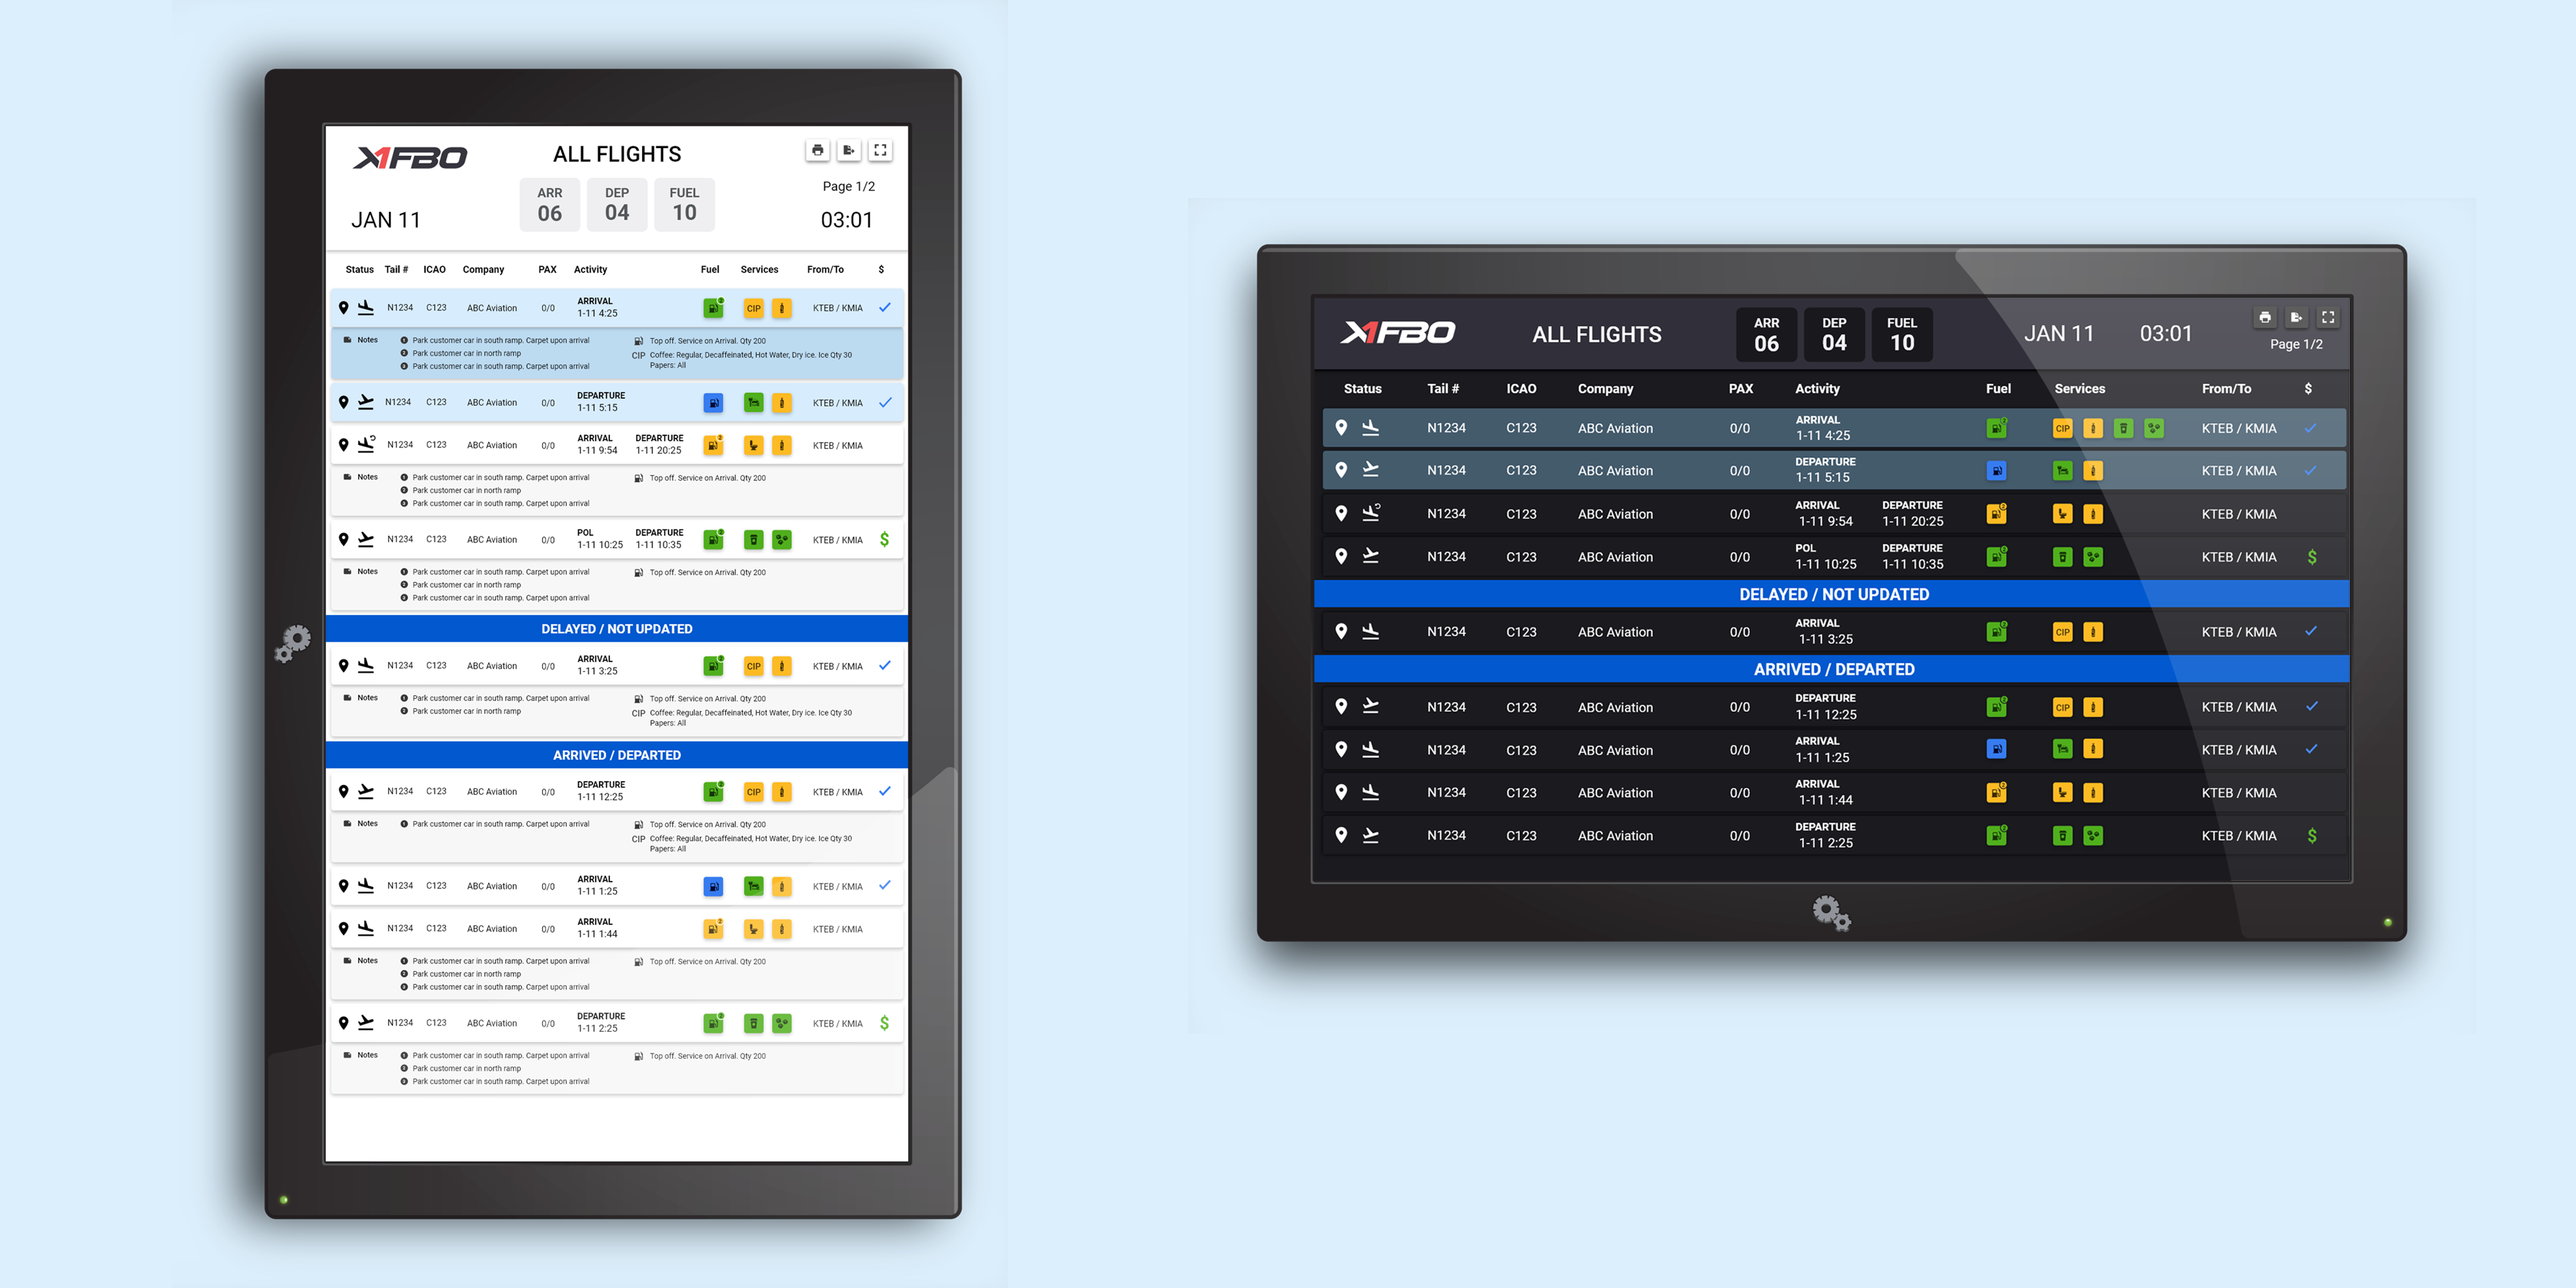 X1FBO
ALL FLIGHTS
ARR
06
DEP
04
FUEL
10
Page 1/2
JAN 11
03:01
Status Tail # ICAO Company PAX Activity Fuel Services From/To $
N1234 C123 ABC Aviation 0/0 ARRIVAL 1-11 4:25 CIP KTEB / KMIA
Notes
1 Park customer car in south ramp. Carpet upon arrival
2 Park customer car in north ramp
3 Park customer car in south ramp. Carpet upon arrival
Top off. Service on Arrival. Qty 200
CIP Coffee: Regular, Decaffeinated, Hot Water, Dry ice. Ice Qty 30
Papers: All
N1234 C123 ABC Aviation 0/0 DEPARTURE 1-11 5:15 KTEB / KMIA
N1234 C123 ABC Aviation 0/0 ARRIVAL 1-11 9:54 DEPARTURE 1-11 20:25 KTEB / KMIA
Notes
1 Park customer car in south ramp. Carpet upon arrival
2 Park customer car in north ramp
3 Park customer car in south ramp. Carpet upon arrival
Top off. Service on Arrival. Qty 200
N1234 C123 ABC Aviation 0/0 POL 1-11 10:25 DEPARTURE 1-11 10:35 KTEB / KMIA $
Notes
1 Park customer car in south ramp. Carpet upon arrival
2 Park customer car in north ramp
3 Park customer car in south ramp. Carpet upon arrival
Top off. Service on Arrival. Qty 200
DELAYED / NOT UPDATED
N1234 C123 ABC Aviation 0/0 ARRIVAL 1-11 3:25 CIP KTEB / KMIA
Notes
1 Park customer car in south ramp. Carpet upon arrival
2 Park customer car in north ramp
Top off. Service on Arrival. Qty 200
CIP Coffee: Regular, Decaffeinated, Hot Water, Dry ice. Ice Qty 30
Papers: All
ARRIVED / DEPARTED
N1234 C123 ABC Aviation 0/0 DEPARTURE 1-11 12:25 CIP KTEB / KMIA
Notes
1 Park customer car in south ramp. Carpet upon arrival
Top off. Service on Arrival. Qty 200
CIP Coffee: Regular, Decaffeinated, Hot Water, Dry ice. Ice Qty 30
Papers: All
N1234 C123 ABC Aviation 0/0 ARRIVAL 1-11 1:25 KTEB / KMIA
N1234 C123 ABC Aviation 0/0 ARRIVAL 1-11 1:44 KTEB / KMIA
Notes
1 Park customer car in south ramp. Carpet upon arrival
2 Park customer car in north ramp
3 Park customer car in south ramp. Carpet upon arrival
Top off. Service on Arrival. Qty 200
N1234 C123 ABC Aviation 0/0 DEPARTURE 1-11 2:25 KTEB / KMIA $
Notes
1 Park customer car in south ramp. Carpet upon arrival
2 Park customer car in north ramp
3 Park customer car in south ramp. Carpet upon arrival
Top off. Service on Arrival. Qty 200
X1FBO
ALL FLIGHTS
ARR
06
DEP
04
FUEL
10
JAN 11
03:01
Page 1/2
Status Tail # ICAO Company PAX Activity Fuel Services From/To $
N1234 C123 ABC Aviation 0/0 ARRIVAL 1-11 4:25 CIP KTEB / KMIA
N1234 C123 ABC Aviation 0/0 DEPARTURE 1-11 5:15 KTEB / KMIA
N1234 C123 ABC Aviation 0/0 ARRIVAL 1-11 9:54 DEPARTURE 1-11 20:25 KTEB / KMIA
N1234 C123 ABC Aviation 0/0 POL 1-11 10:25 DEPARTURE 1-11 10:35 KTEB / KMIA $
DELAYED / NOT UPDATED
N1234 C123 ABC Aviation 0/0 ARRIVAL 1-11 3:25 CIP KTEB / KMIA
ARRIVED / DEPARTED
N1234 C123 ABC Aviation 0/0 DEPARTURE 1-11 12:25 CIP KTEB / KMIA
N1234 C123 ABC Aviation 0/0 ARRIVAL 1-11 1:25 KTEB / KMIA
N1234 C123 ABC Aviation 0/0 ARRIVAL 1-11 1:44 KTEB / KMIA
N1234 C123 ABC Aviation 0/0 DEPARTURE 1-11 2:25 KTEB / KMIA $